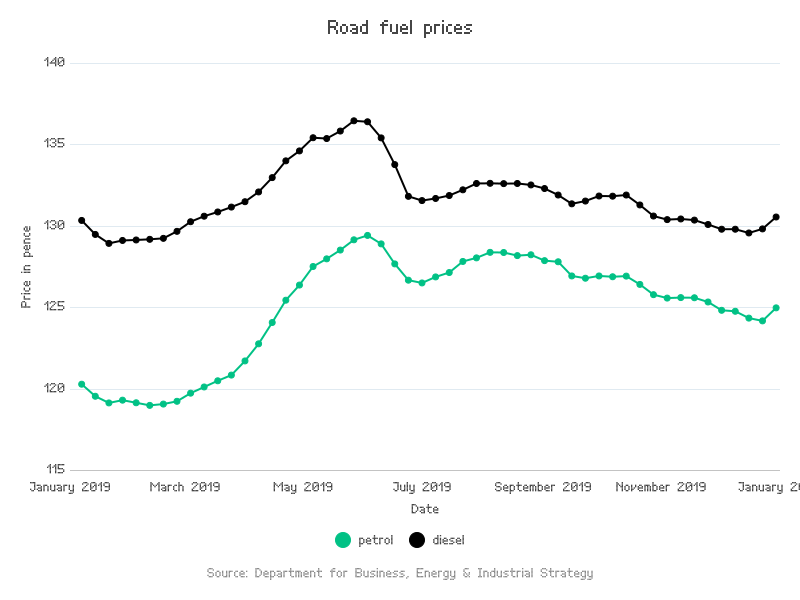 Road fuel prices
140
135
130
125
120
115
Price in pence
January 2019 March 2019 May 2019 July 2019 September 2019 November 2019 January
Date
petrol diesel
Source: Department for Business, Energy & Industrial Strategy